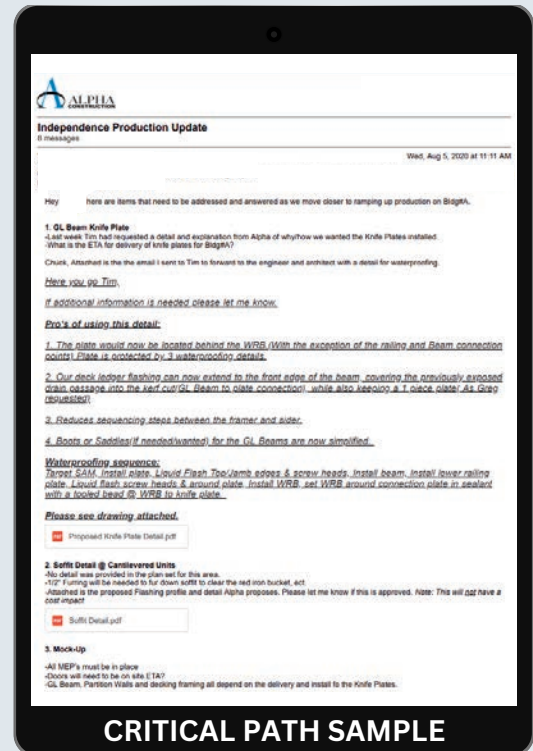 ALPHA
CONSTRUCTION
Independence Production Update
8 messages
Wed, Aug 5, 2020 at 11:11 AM
Hey here are items that need to be addressed and answered as we move closer to ramping up production on Bldg#A.
1. GL Beam Knife Plate
-Last week Tim had requested a detail and explanation from Alpha of why/how we wanted the Knife Plates installed.
-What is the ETA for delivery of knife plates for Bldg#A?
Chuck, Attached is the the email I sent to Tim to forward to the engineer and architect with a detail for waterproofing.
Here you go Tim,
If additional information is needed please let me know.
Pro's of using this detail:
1. The plate would now be located behind the WRB.(With the exception of the railing and Beam connection
points) Plate is protected by 3 waterproofing details.
2. Our deck ledger flashing can now extend to the front edge of the beam, covering the previously exposed
drain passage into the kerf cut(GL Beam to plate connection), while also keeping a 1 piece plate( As Greg
requested)
3. Reduces sequencing steps between the framer and sider.
4. Boots or Saddles(If needed/wanted) for the GL Beams are now simplified.
Waterproofing sequence:
Target SAM, Install plate, Liquid Flash Top/Jamb edges & screw heads, Install beam, Install lower railing
plate, Liquid flash screw heads & around plate, Install WRB, set WRB around connection plate in sealant
with a tooled bead @ WRB to knife plate.
Please see drawing attached.
Proposed Knife Plate Detail.pdf
2. Soffit Detail @ Cantilevered Units
-No detail was provided in the plan set for this area.
-1/2" Furring will be needed to fur down soffit to clear the red iron bucket, ect.
-Attached is the proposed Flashing profile and detail Alpha proposes. Please let me know if this is approved. Note: This will not have a
cost impact
Soffit Detail.pdf
3. Mock-Up
-All MEP's must be in place
-Doors will need to be on site ETA?
-GL Beam, Partition Walls and decking framing all depend on the delivery and install fo the Knife Plates.
CRITICAL PATH SAMPLE